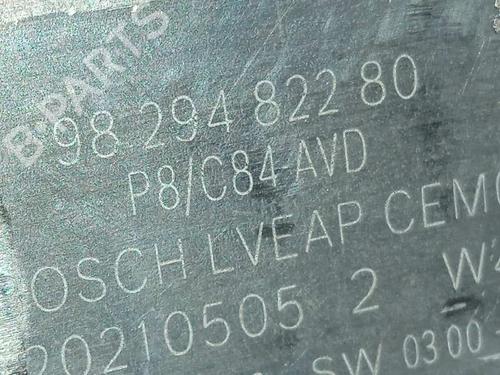 B-PARTS
98 294 822 80
P8/C84 AVD
OSCH LVEAP CEM
20210505 2 W
SW 0300